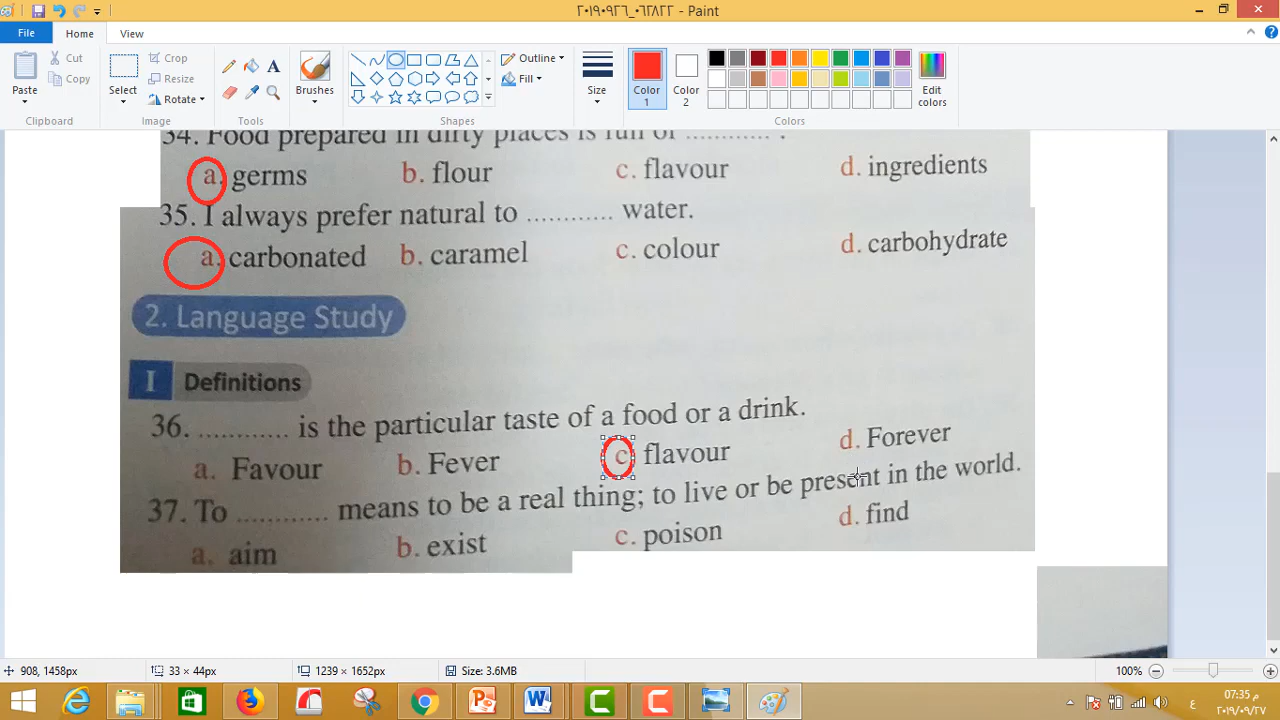 ٢٠١٩٠٩٢٦_٠٦٢٨٢٢ - Paint
File Home View
Paste Cut Copy Clipboard
Select Crop Resize Rotate Image
Tools
Brushes
Outline Fill Shapes
Size
Color 1 Color 2 Edit colors Colors
34. Food prepared in dirty places is full of ............ .
a. germs b. flour c. flavour d. ingredients
35. I always prefer natural to ............ water.
a. carbonated b. caramel c. colour d. carbohydrate
2. Language Study
I Definitions
36. ............ is the particular taste of a food or a drink.
a. Favour b. Fever c. flavour d. Forever
37. To ............ means to be a real thing; to live or be present in the world.
a. aim b. exist c. poison d. find
908, 1458px 33 × 44px 1239 × 1652px Size: 3.6MB 100%
ع 07:35 م
٢٠١٩/٠٩/٢٧